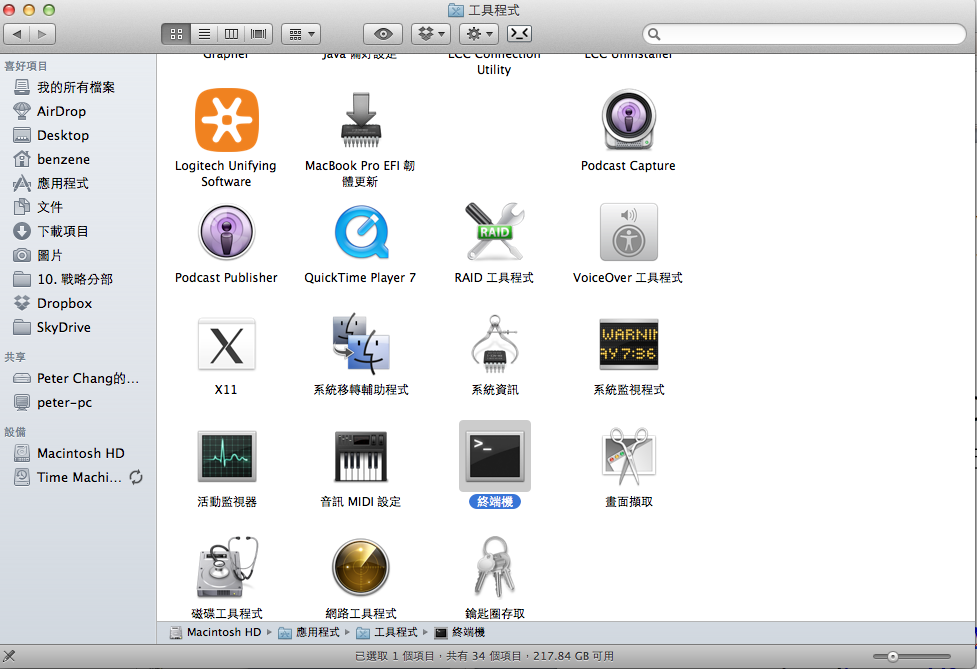 工具程式
喜好項目
我的所有檔案
AirDrop
Desktop
benzene
應用程式
文件
下載項目
圖片
10. 戰略分部
Dropbox
SkyDrive
共享
Peter Chang的...
peter-pc
設備
Macintosh HD
Time Machi...
Grapher
Java 偏好設定
LCC Connection
Utility
LCC Uninstaller
Logitech Unifying
Software
MacBook Pro EFI 韌
體更新
Podcast Capture
Podcast Publisher
QuickTime Player 7
RAID
RAID 工具程式
VoiceOver 工具程式
X11
系統移轉輔助程式
系統資訊
WARNIN
AY 7:36
系統監視程式
活動監視器
音訊 MIDI 設定
>_
終端機
畫面擷取
磁碟工具程式
網路工具程式
鑰匙圈存取
Macintosh HD ▸ 應用程式 ▸ 工具程式 ▸ 終端機
已選取 1 個項目，共有 34 個項目，217.84 GB 可用